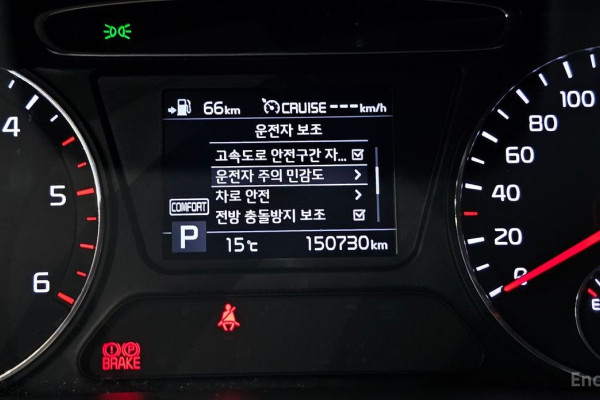 66km CRUISE ---km/h
운전자 보조
고속도로 안전구간 자...
운전자 주의 민감도
차로 안전
전방 충돌방지 보조
COMFORT
P
15℃ 150730km
4
5
6
100
80
60
40
20
0
E
BRAKE
P